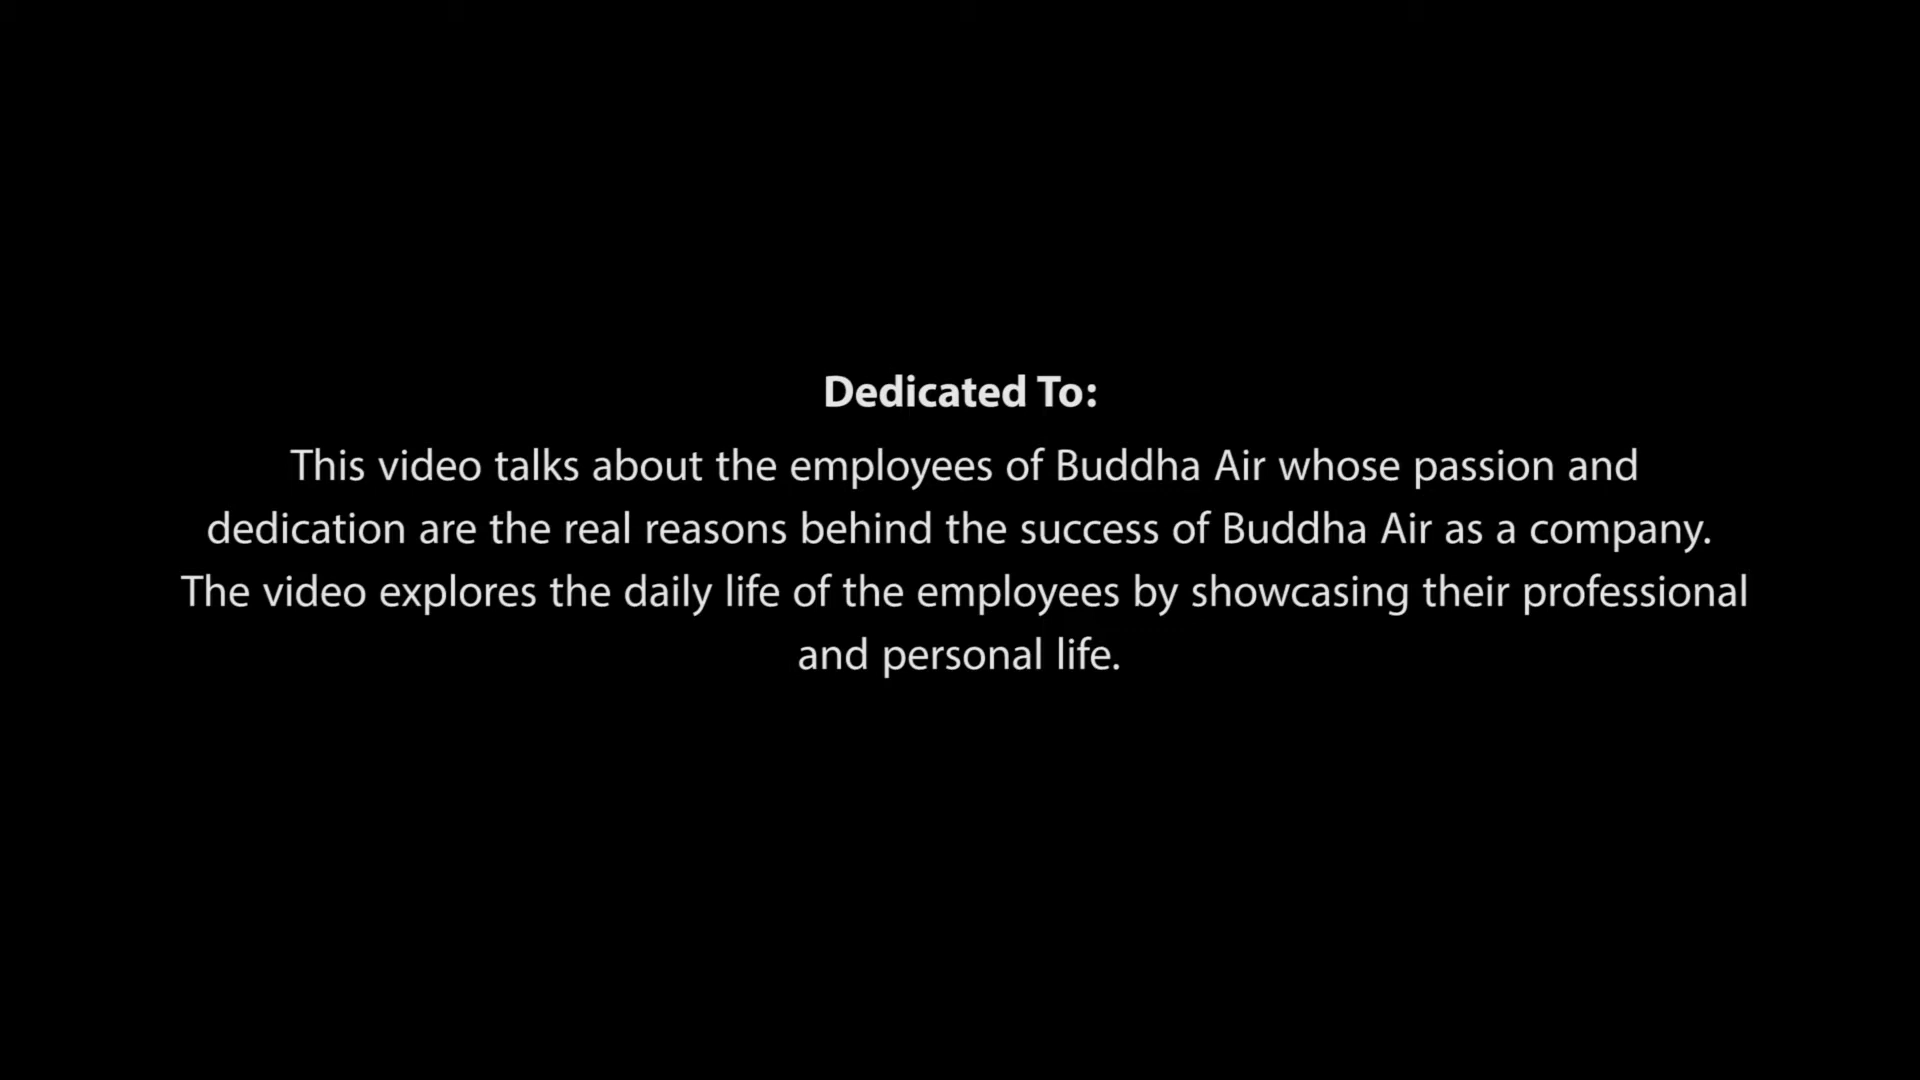 Dedicated To:
This video talks about the employees of Buddha Air whose passion and
dedication are the real reasons behind the success of Buddha Air as a company.
The video explores the daily life of the employees by showcasing their professional
and personal life.